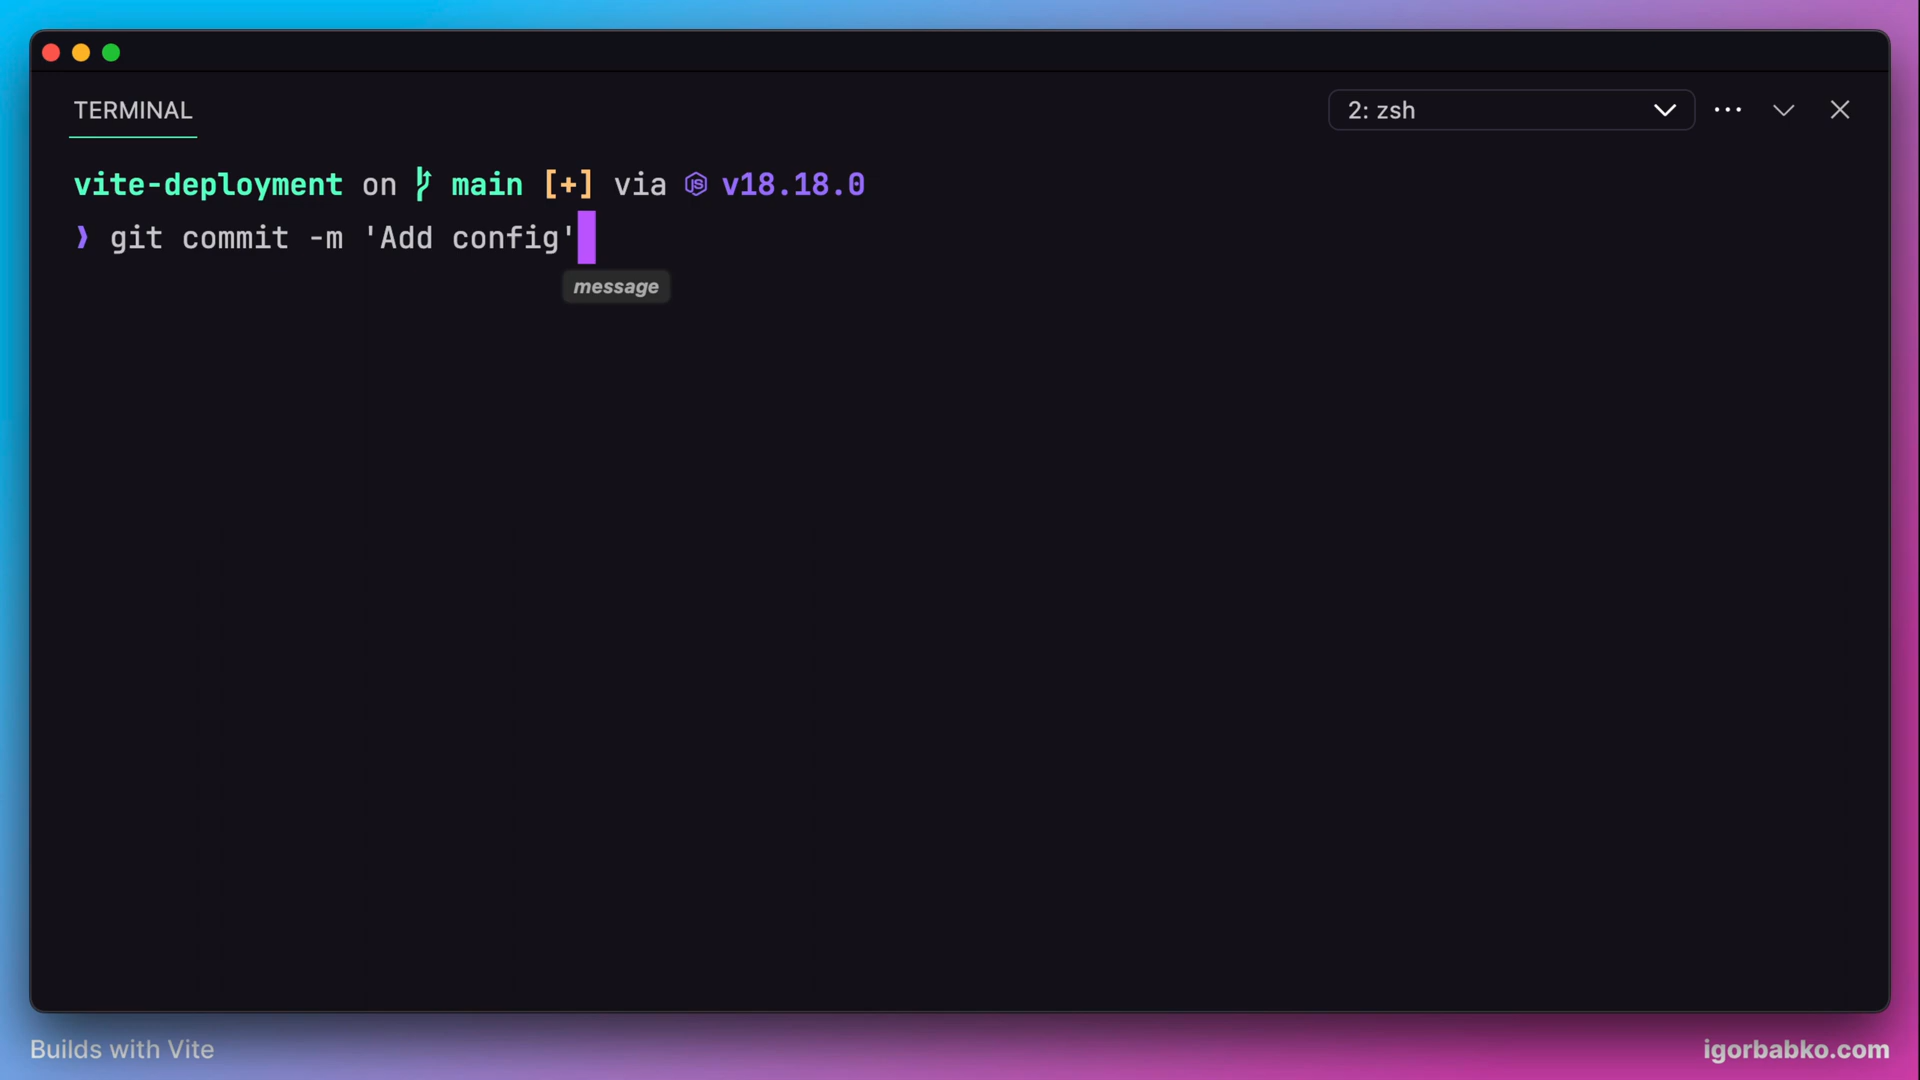 TERMINAL
2: zsh
vite-deployment on main [+] via v18.18.0
❯ git commit -m 'Add config'
message
Builds with Vite
igorbabko.com